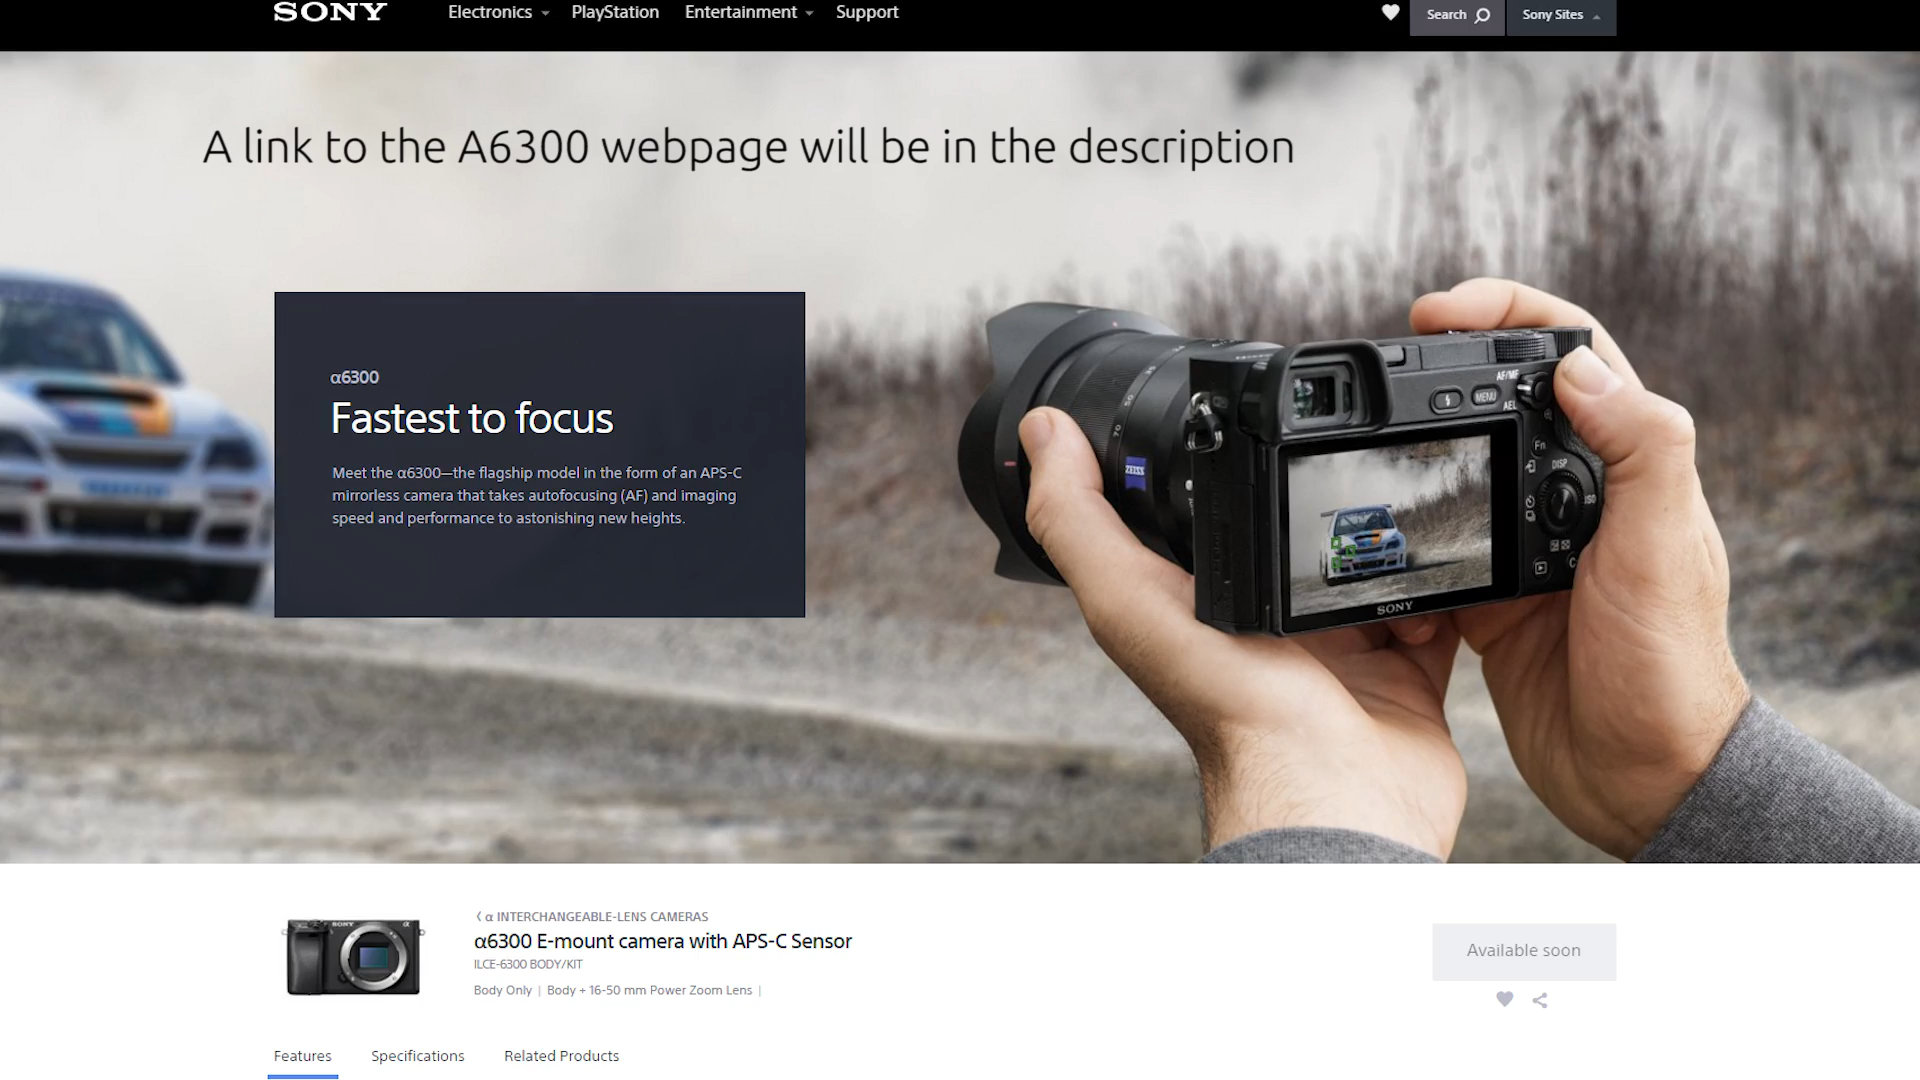 SONY
Electronics
PlayStation
Entertainment
Support
Search
Sony Sites
A link to the A6300 webpage will be in the description
α6300
Fastest to focus
Meet the α6300—the flagship model in the form of an APS-C
mirrorless camera that takes autofocusing (AF) and imaging
speed and performance to astonishing new heights.
AF/MF
MENU
AEL
Fn
DISP
ISO
C
50
70
ZEISS
SONY
SONY
α
⟨ α INTERCHANGEABLE-LENS CAMERAS
α6300 E-mount camera with APS-C Sensor
ILCE-6300 BODY/KIT
Body Only | Body + 16-50 mm Power Zoom Lens |
Available soon
Features
Specifications
Related Products